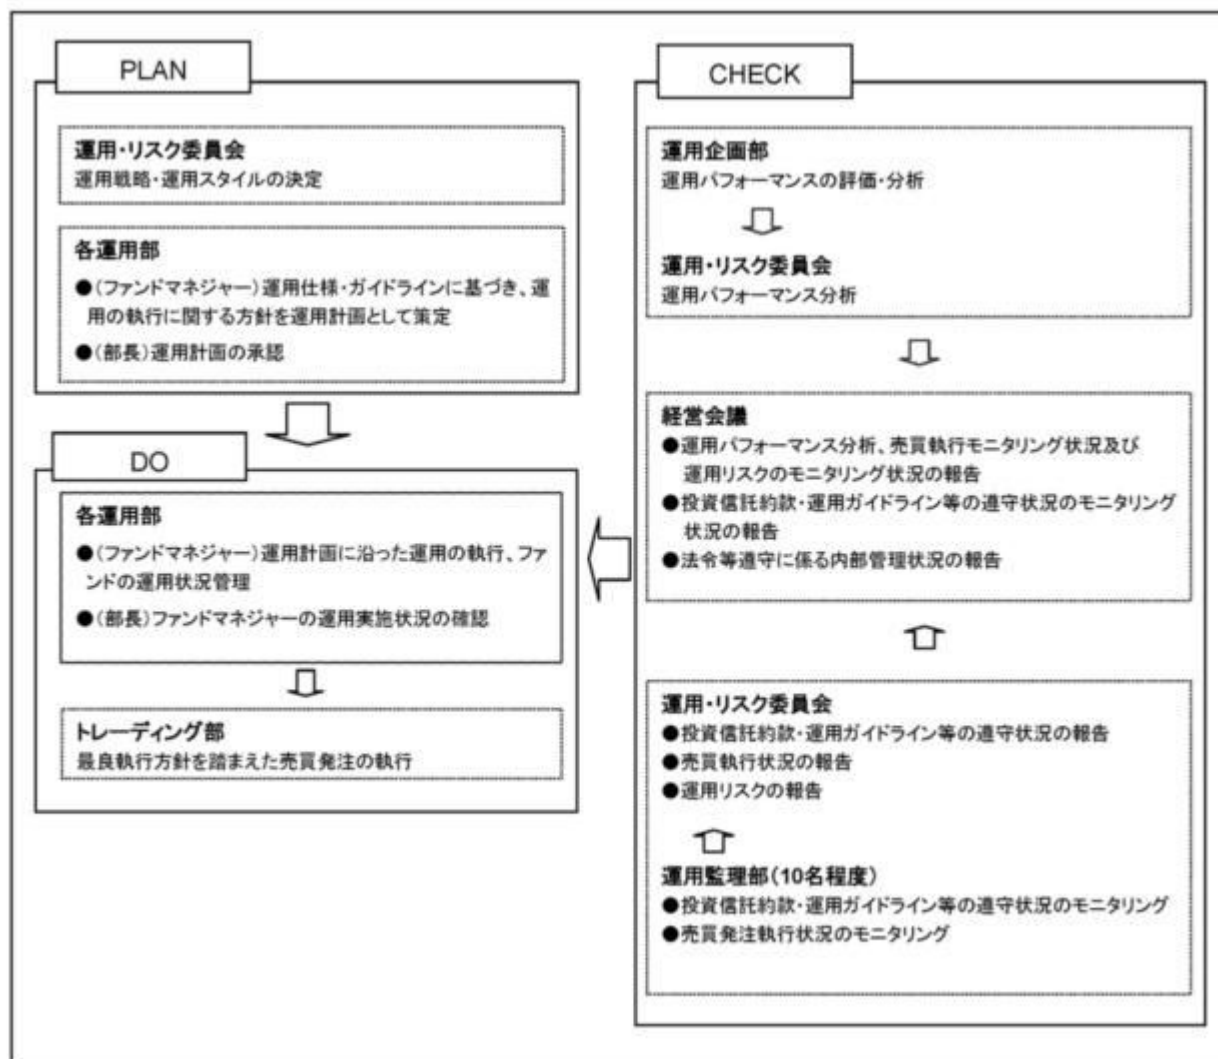 PLAN
運用・リスク委員会
運用戦略・運用スタイルの決定
各運用部
●(ファンドマネジャー)運用仕様・ガイドラインに基づき、運
用の執行に関する方針を運用計画として策定
●(部長)運用計画の承認
DO
各運用部
●(ファンドマネジャー)運用計画に沿った運用の執行、ファ
ンドの運用状況管理
●(部長)ファンドマネジャーの運用実施状況の確認
トレーディング部
最良執行方針を踏まえた売買発注の執行
CHECK
運用企画部
運用パフォーマンスの評価・分析
運用・リスク委員会
運用パフォーマンス分析
経営会議
●運用パフォーマンス分析、売買執行モニタリング状況及び
運用リスクのモニタリング状況の報告
●投資信託約款・運用ガイドライン等の遵守状況のモニタリング
状況の報告
●法令等遵守に係る内部管理状況の報告
運用・リスク委員会
●投資信託約款・運用ガイドライン等の遵守状況の報告
●売買執行状況の報告
●運用リスクの報告
運用監理部(10名程度)
●投資信託約款・運用ガイドライン等の遵守状況のモニタリング
●売買発注執行状況のモニタリング